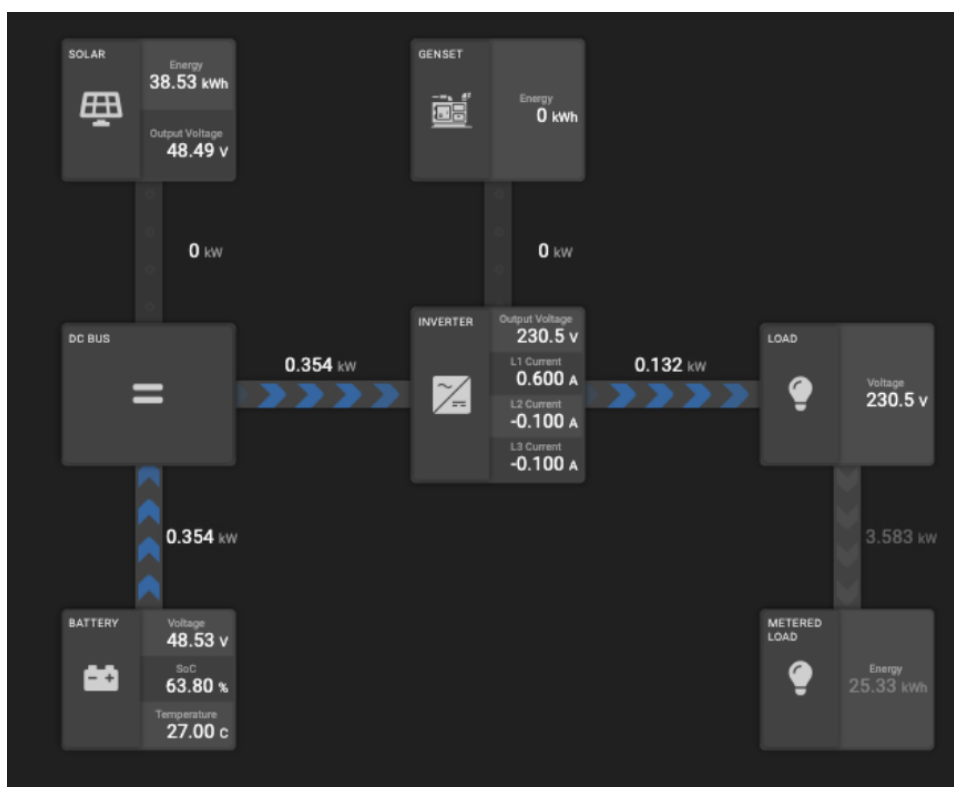 SOLAR
Energy
38.53 kWh
Output Voltage
48.49 V
GENSET
Energy
0 kWh
0 kW
0 kW
DC BUS
0.354 kW
INVERTER
Output Voltage
230.5 V
L1 Current
0.600 A
L2 Current
-0.100 A
L3 Current
-0.100 A
0.132 kW
LOAD
Voltage
230.5 V
0.354 kW
3.583 kW
BATTERY
Voltage
48.53 V
SoC
63.80 %
Temperature
27.00 C
METERED
LOAD
Energy
25.33 kWh